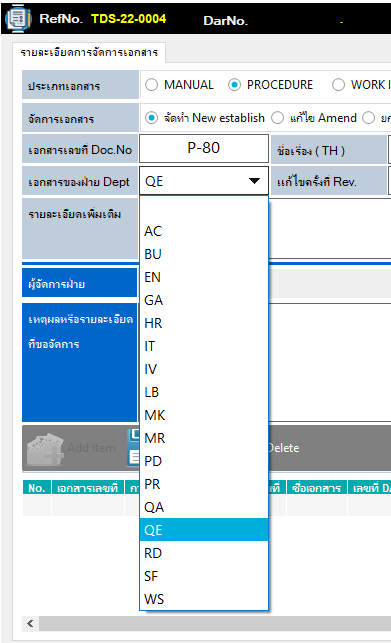 RefNo. TDS-22-0004 DarNo. -
รายละเอียดการจัดการเอกสาร
ประเภทเอกสาร MANUAL PROCEDURE WORK I
จัดการเอกสาร จัดทำ New establish แก้ไข Amend
เอกสารเลขที่ Doc.No P-80 ชื่อเรื่อง ( TH )
เอกสารของฝ่าย Dept QE แก้ไขครั้งที่ Rev.
รายละเอียดเพิ่มเติม
AC
BU
EN
GA
HR
IT
IV
LB
MK
MR
PD
PR
QA
QE
RD
SF
WS
ผู้จัดการฝ่าย
เหตุผลหรือรายละเอียด
ที่ขอจัดการ
Add Item Delete
No. เอกสารเลขที่ ชื่อเอกสาร เลขที่